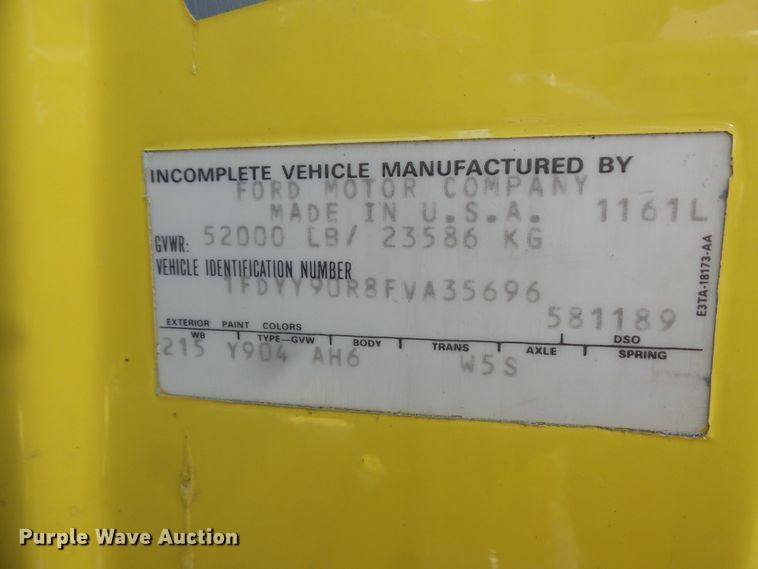 INCOMPLETE VEHICLE MANUFACTURED BY
FORD MOTOR COMPANY
MADE IN U.S.A. 1161L
GVWR: 52000 LB/ 23586 KG
VEHICLE IDENTIFICATION NUMBER
1FDYY90R8FVA35696
581189
EXTERIOR PAINT COLORS DSO
WB TYPE-GVW BODY TRANS AXLE SPRING
215 Y904 AH6 W5S
E3TA-18173-AA
Purple Wave Auction